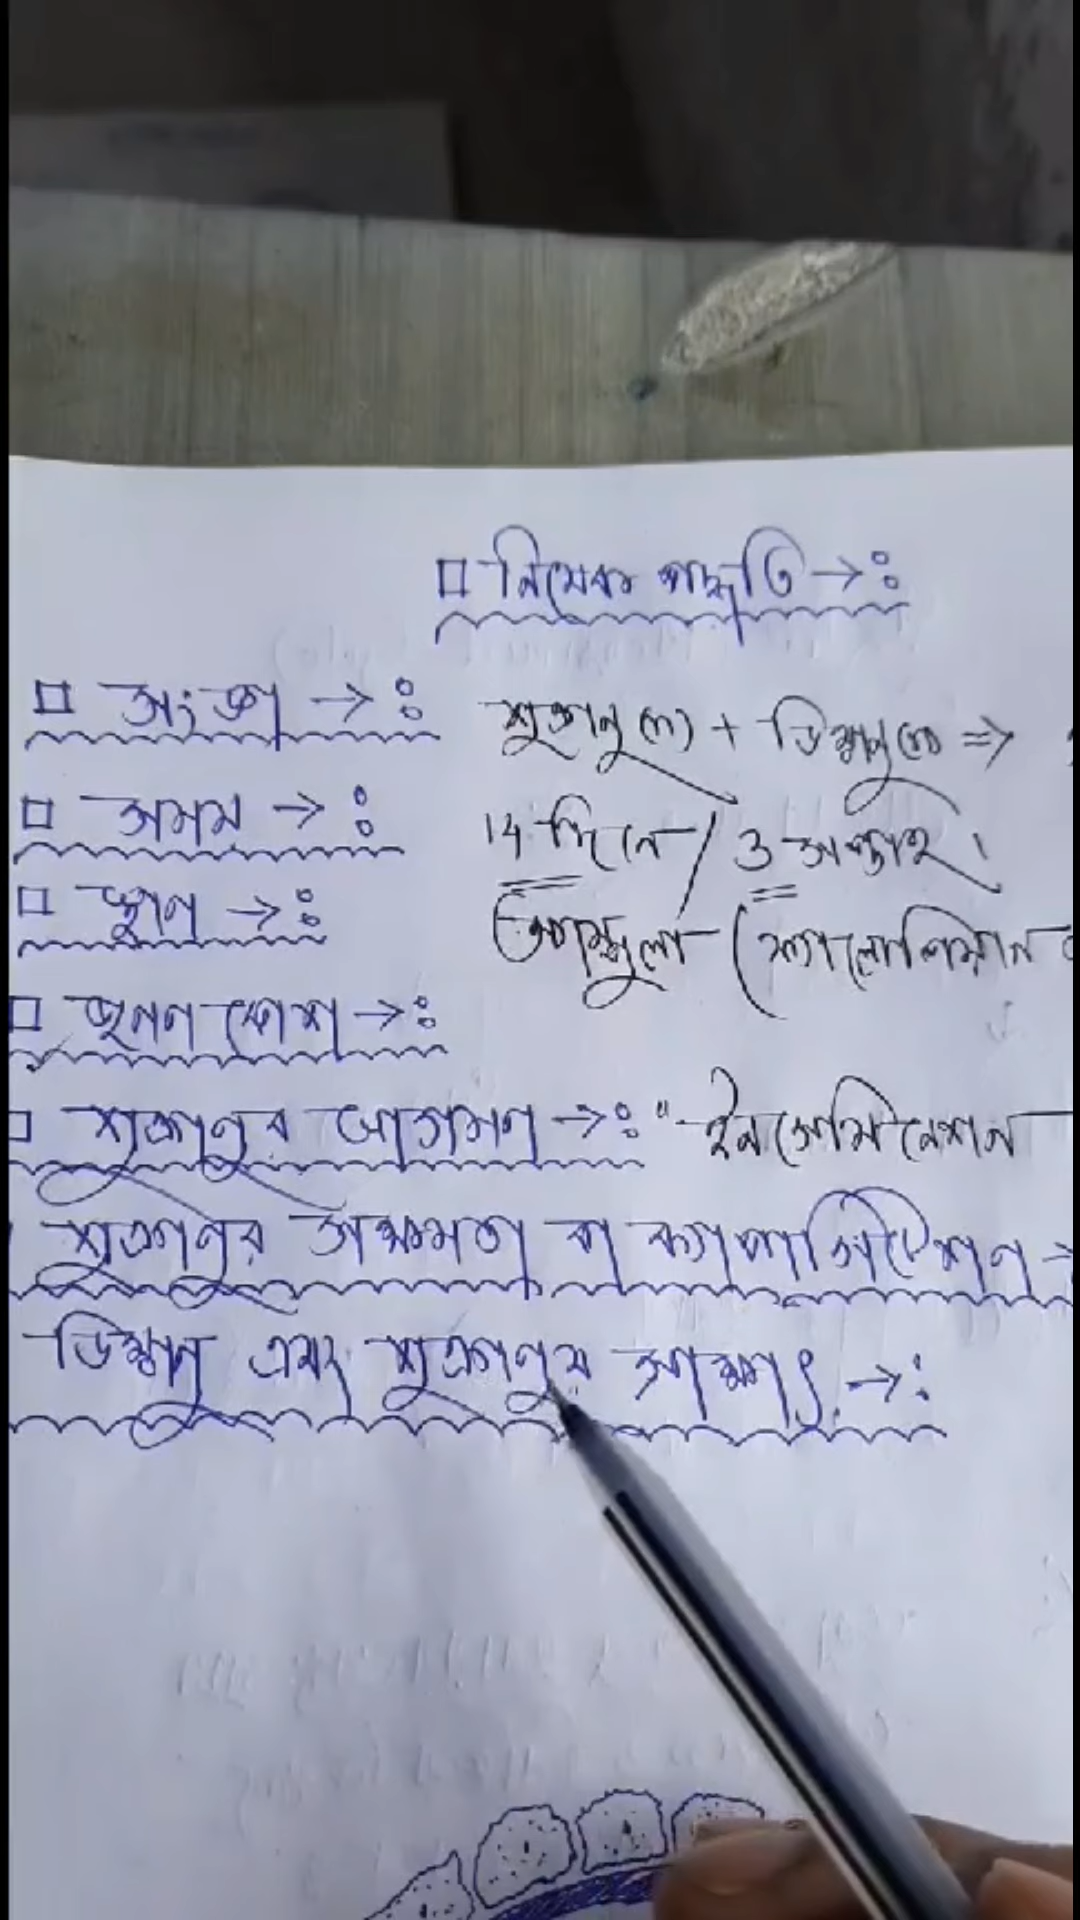 □ নিষেক পদ্ধতি →:
□ সংজ্ঞা →: শুক্রাণু (n) + ডিম্বাণু (n) ⇒
□ সময় →: 14 দিনে / 3 সপ্তাহ।
□ স্থান →: অ্যাম্পুলা (ফ্যালোপিয়ান
□ জনন কোশ →:
□ শুক্রাণুর আগমন →: " ইনসেমিনেশন
শুক্রাণুর সক্ষমতা বা ক্যাপাসিটেশন →
ডিম্বাণু এবং শুক্রাণুর সাক্ষাৎ →: